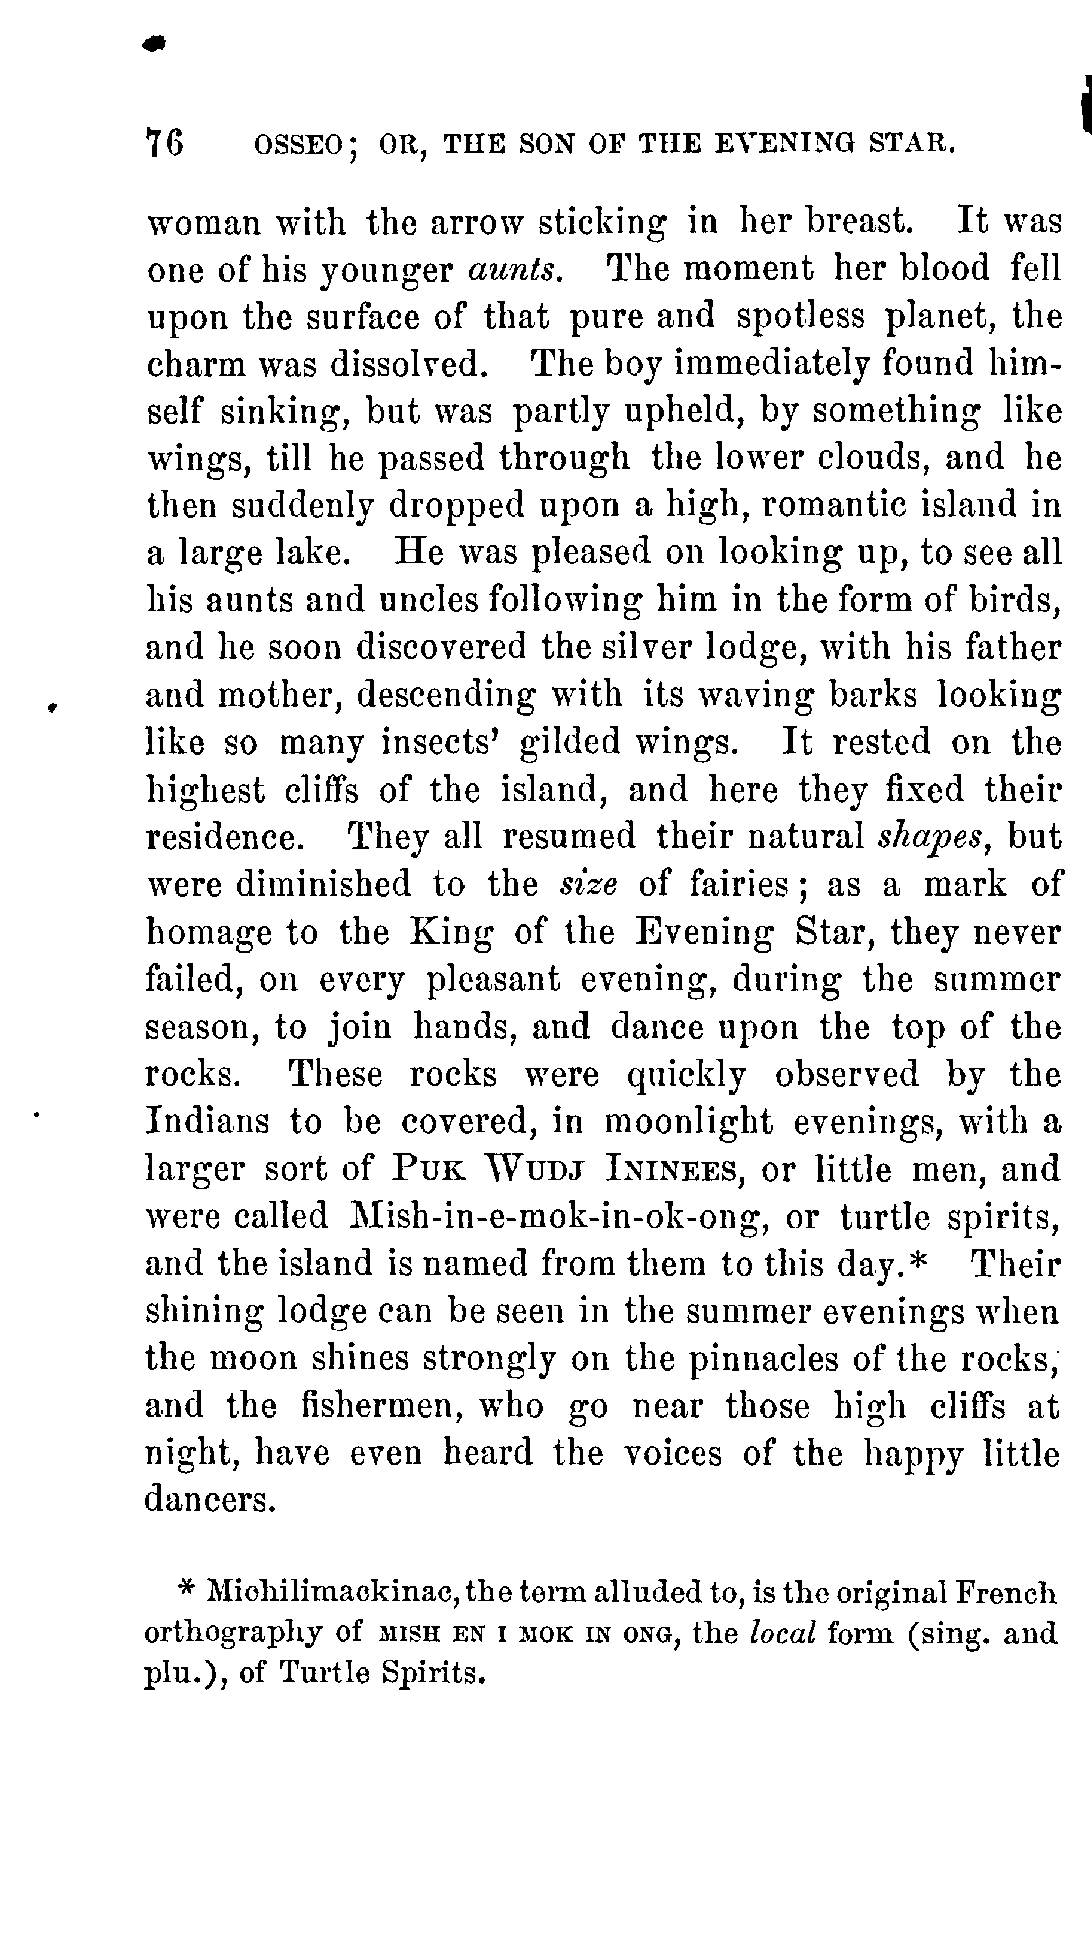 76 OSSEO; OR, THE SON OF THE EVENING STAR.
woman with the arrow sticking in her breast. It was
one of his younger aunts. The moment her blood fell
upon the surface of that pure and spotless planet, the
charm was dissolved. The boy immediately found him-
self sinking, but was partly upheld, by something like
wings, till he passed through the lower clouds, and he
then suddenly dropped upon a high, romantic island in
a large lake. He was pleased on looking up, to see all
his aunts and uncles following him in the form of birds,
and he soon discovered the silver lodge, with his father
and mother, descending with its waving barks looking
like so many insects' gilded wings. It rested on the
highest cliffs of the island, and here they fixed their
residence. They all resumed their natural shapes, but
were diminished to the size of fairies; as a mark of
homage to the King of the Evening Star, they never
failed, on every pleasant evening, during the summer
season, to join hands, and dance upon the top of the
rocks. These rocks were quickly observed by the
Indians to be covered, in moonlight evenings, with a
larger sort of PUK WUDJ ININEES, or little men, and
were called Mish-in-e-mok-in-ok-ong, or turtle spirits,
and the island is named from them to this day.* Their
shining lodge can be seen in the summer evenings when
the moon shines strongly on the pinnacles of the rocks,
and the fishermen, who go near those high cliffs at
night, have even heard the voices of the happy little
dancers.
* Michilimackinac, the term alluded to, is the original French
orthography of MISH EN I MOK IN ONG, the local form (sing. and
plu.), of Turtle Spirits.